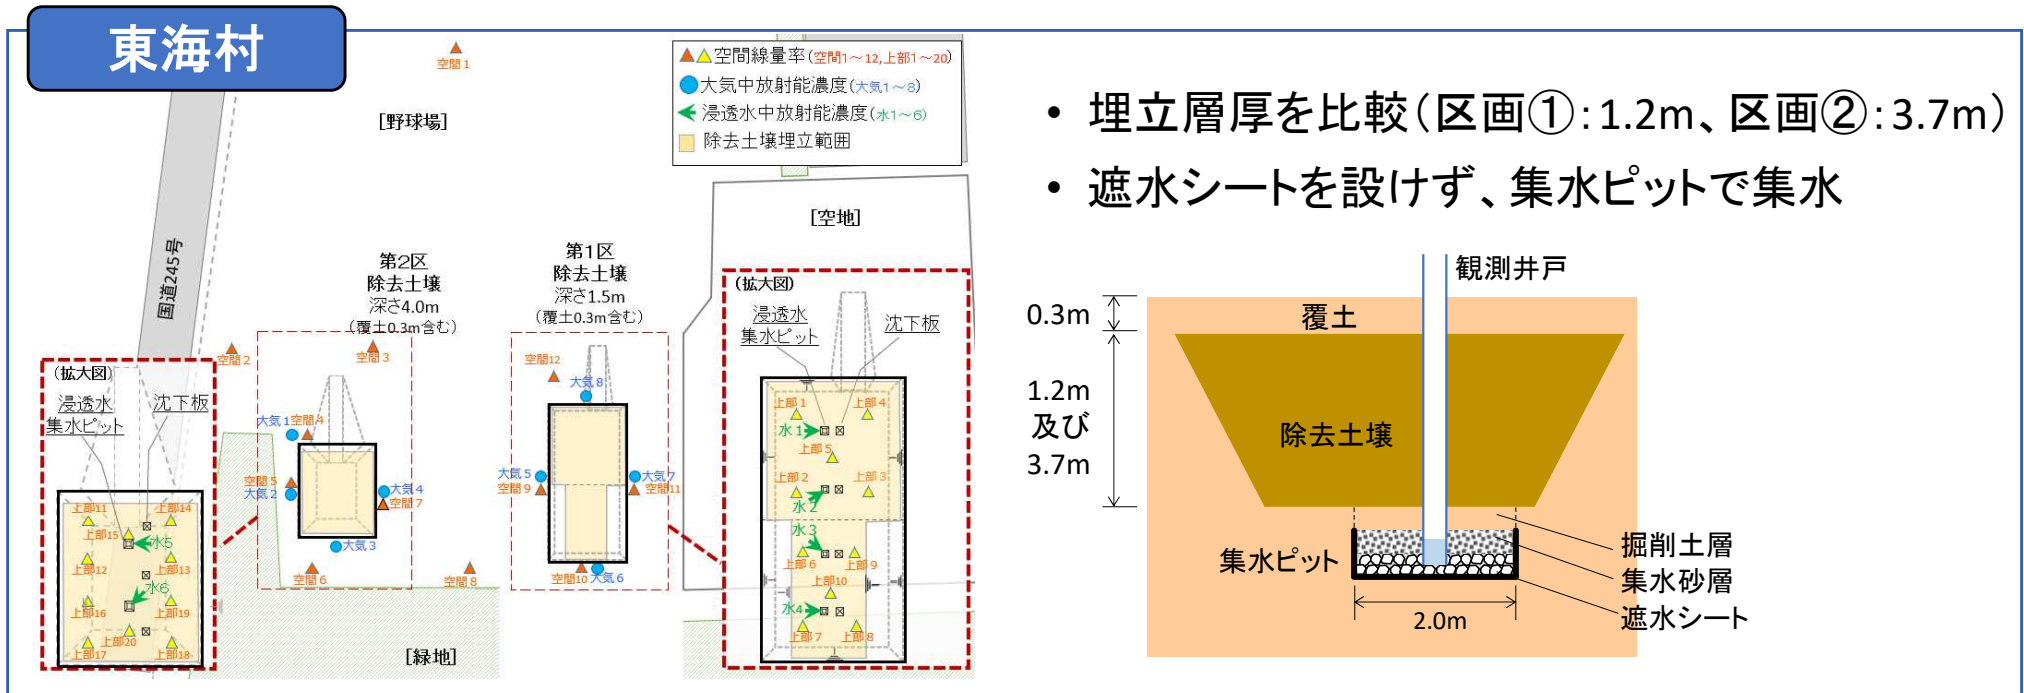 東海村
空間1
[野球場]
空間線量率(空間1～12,上部1～20)
大気中放射能濃度(大気1～8)
浸透水中放射能濃度(水1～6)
除去土壌埋立範囲
国道245号
[空地]
第2区
除去土壌
深さ4.0m
(覆土0.3m含む)
第1区
除去土壌
深さ1.5m
(覆土0.3m含む)
空間2
空間3
大気1
空間4
空間5
大気2
大気4
空間7
大気3
空間6
空間8
空間12
大気8
大気5
空間9
大気7
空間11
空間10
大気6
[緑地]
(拡大図)
浸透水
集水ピット
沈下板
上部11
上部14
上部15
水5
上部12
上部13
水6
上部16
上部19
上部20
上部17
上部18
(拡大図)
浸透水
集水ピット
沈下板
上部1
上部4
水1
上部5
上部2
上部3
水2
水3
上部6
上部9
上部10
水4
上部7
上部8
• 埋立層厚を比較（区画①：1.2m、区画②：3.7m）
• 遮水シートを設けず、集水ピットで集水
観測井戸
0.3m
覆土
1.2m
及び
3.7m
除去土壌
集水ピット
掘削土層
集水砂層
遮水シート
2.0m